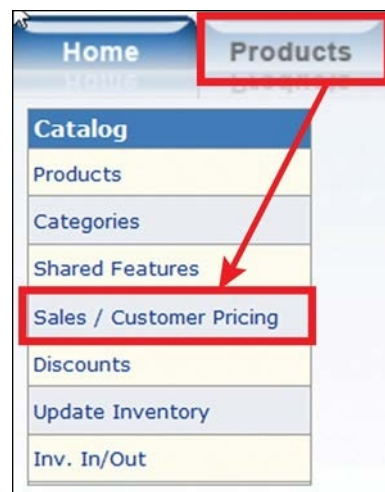 Home Products
Catalog
Products
Categories
Shared Features
Sales / Customer Pricing
Discounts
Update Inventory
Inv. In/Out